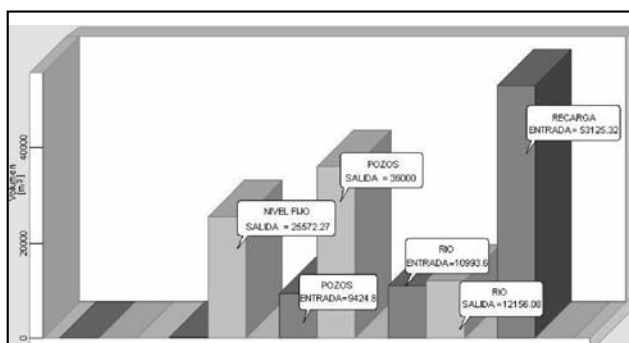 Volumen
[m³]
40000
20000
0
NIVEL FIJO
SALIDA = 25572.27
POZOS
ENTRADA=9424.8
POZOS
SALIDA = 36000
RIO
ENTRADA=10993.6
RIO
SALIDA=12156.08
RECARGA
ENTRADA= 53125.32